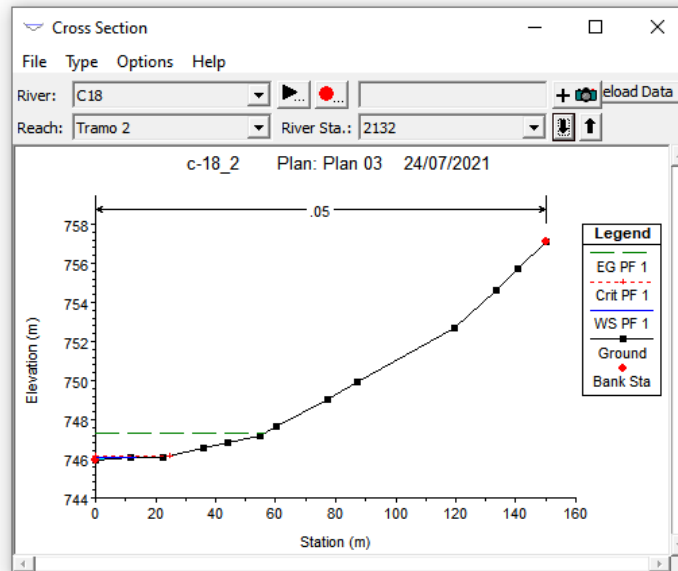 Cross Section
File Type Options Help
River: C18 ... ... + eload Data
Reach: Tramo 2 River Sta.: 2132
c-18_2 Plan: Plan 03 24/07/2021
.05
758
756
754
752
750
748
746
744
Elevation (m)
0 20 40 60 80 100 120 140 160
Station (m)
Legend
EG PF 1
Crit PF 1
WS PF 1
Ground
Bank Sta